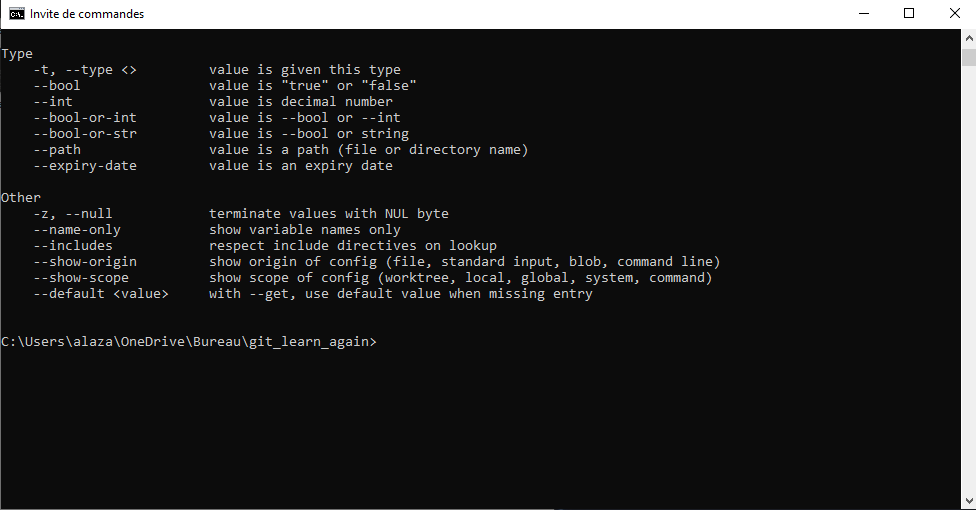 Invite de commandes
Type
-t, --type <> value is given this type
--bool value is "true" or "false"
--int value is decimal number
--bool-or-int value is --bool or --int
--bool-or-str value is --bool or string
--path value is a path (file or directory name)
--expiry-date value is an expiry date
Other
-z, --null terminate values with NUL byte
--name-only show variable names only
--includes respect include directives on lookup
--show-origin show origin of config (file, standard input, blob, command line)
--show-scope show scope of config (worktree, local, global, system, command)
--default <value> with --get, use default value when missing entry
C:\Users\alaza\OneDrive\Bureau\git_learn_again>